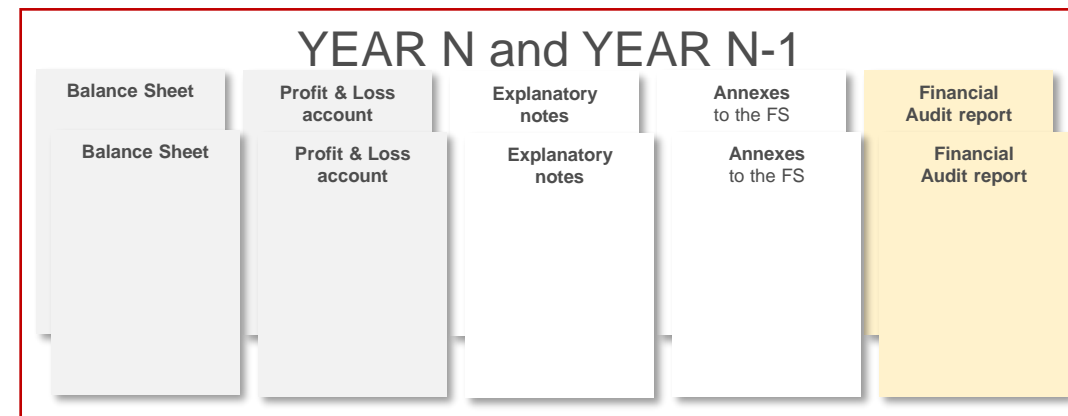 YEAR N and YEAR N-1
Balance Sheet
Profit & Loss
account
Explanatory
notes
Annexes
to the FS
Financial
Audit report
Balance Sheet
Profit & Loss
account
Explanatory
notes
Annexes
to the FS
Financial
Audit report